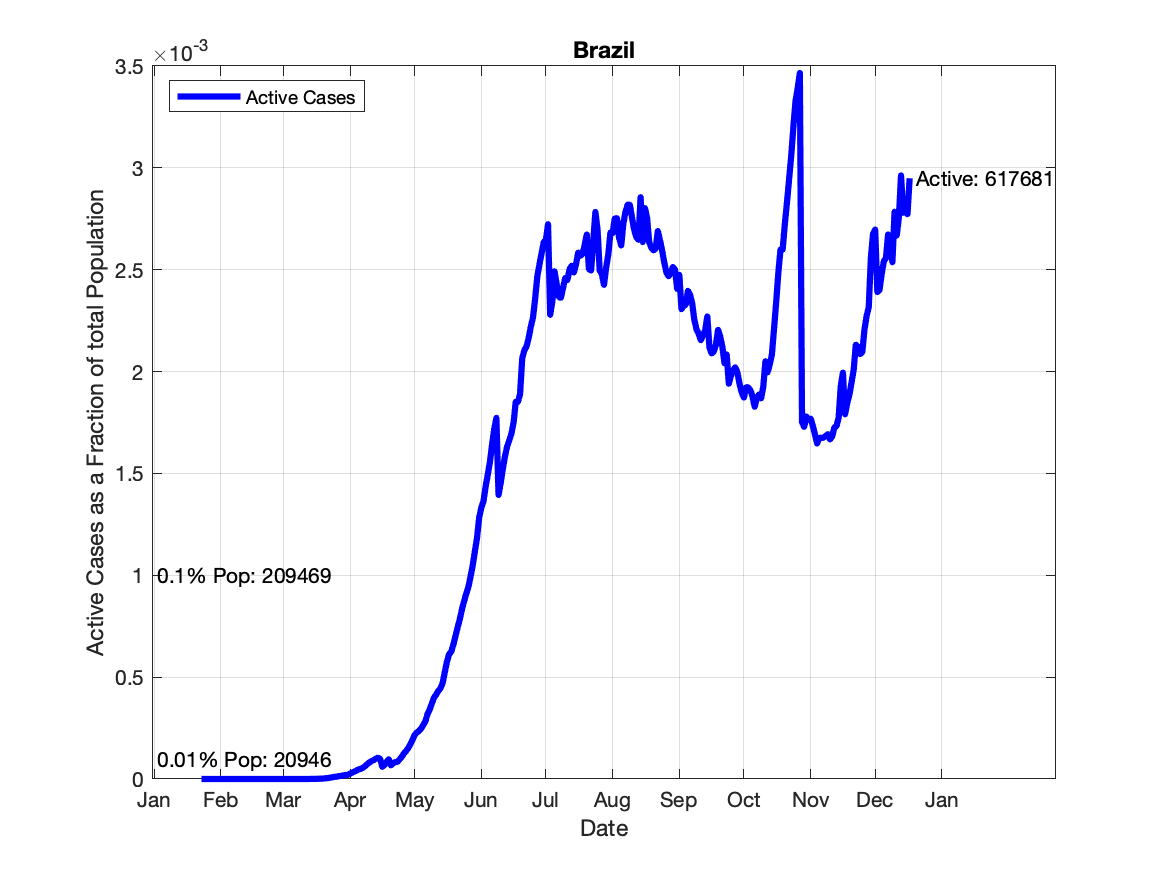 Brazil
×10-3
3.5
3
2.5
2
1.5
1
0.5
0
Active Cases as a Fraction of total Population
Active Cases
Active: 617681
0.1% Pop: 209469
0.01% Pop: 20946
Jan Feb Mar Apr May Jun Jul Aug Sep Oct Nov Dec Jan
Date